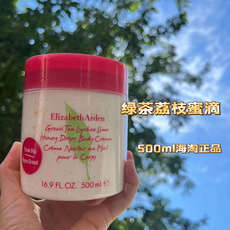 Elizabeth Arden
Green Tea Lychee Lime
Honey Drops Body Cream
Crème Nectar de Miel
pour le Corps
16.9 FL.OZ. 500 ml e
绿茶荔枝蜜滴
500ml海淘正品